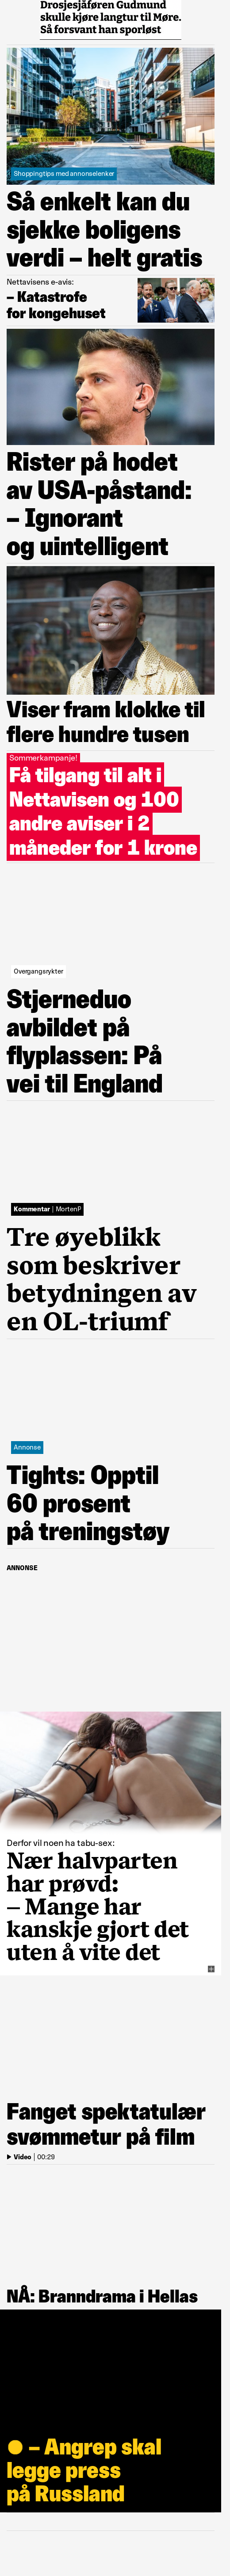 Drosjesjåføren Gudmund
skulle kjøre langtur til Møre.
Så forsvant han sporløst
Shoppingtips med annonselenker
Så enkelt kan du
sjekke boligens
verdi – helt gratis
Nettavisens e-avis:
– Katastrofe
for kongehuset
Rister på hodet
av USA-påstand:
– Ignorant
og uintelligent
Viser fram klokke til
flere hundre tusen
Sommerkampanje!
Få tilgang til alt i
Nettavisen og 100
andre aviser i 2
måneder for 1 krone
Overgangsrykter
Stjerneduo
avbildet på
flyplassen: På
vei til England
Kommentar | MortenP
Tre øyeblikk
som beskriver
betydningen av
en OL-triumf
Annonse
Tights: Opptil
60 prosent
på treningstøy
ANNONSE
Derfor vil noen ha tabu-sex:
Nær halvparten
har prøvd:
– Mange har
kanskje gjort det
uten å vite det
Fanget spektatulær
svømmetur på film
Video | 00:29
NÅ: Branndrama i Hellas
– Angrep skal
legge press
på Russland